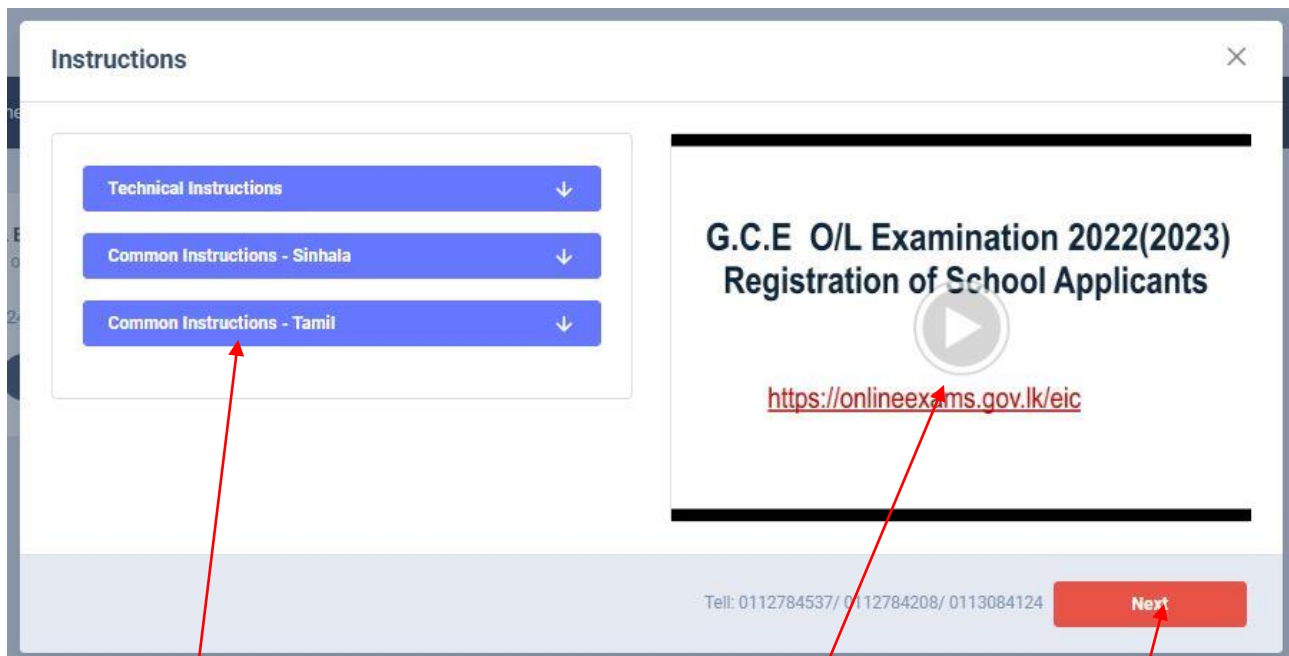 Instructions
Technical Instructions
Common Instructions - Sinhala
Common Instructions - Tamil
G.C.E O/L Examination 2022(2023)
Registration of School Applicants
https://onlineexams.gov.lk/eic
Tell: 0112784537/ 0112784208/ 0113084124
Next